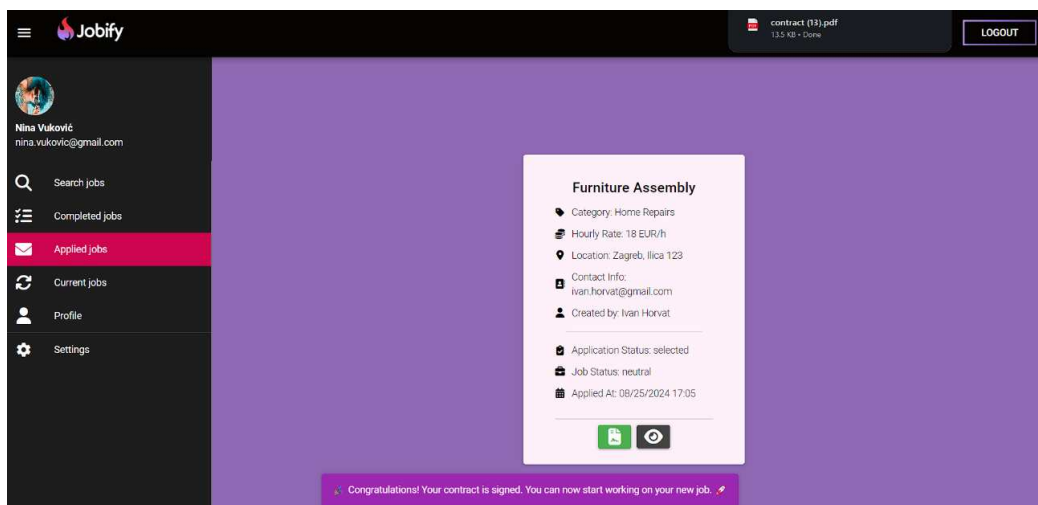 Jobify
contract (13).pdf
13.5 KB • Done
LOGOUT
Nina Vuković
nina.vukovic@gmail.com
Search jobs
Completed jobs
Applied jobs
Current jobs
Profile
Settings
Furniture Assembly
Category: Home Repairs
Hourly Rate: 18 EUR/h
Location: Zagreb, Ilica 123
Contact Info:
ivan.horvat@gmail.com
Created by: Ivan Horvat
Application Status: selected
Job Status: neutral
Applied At: 08/25/2024 17:05
Congratulations! Your contract is signed. You can now start working on your new job.